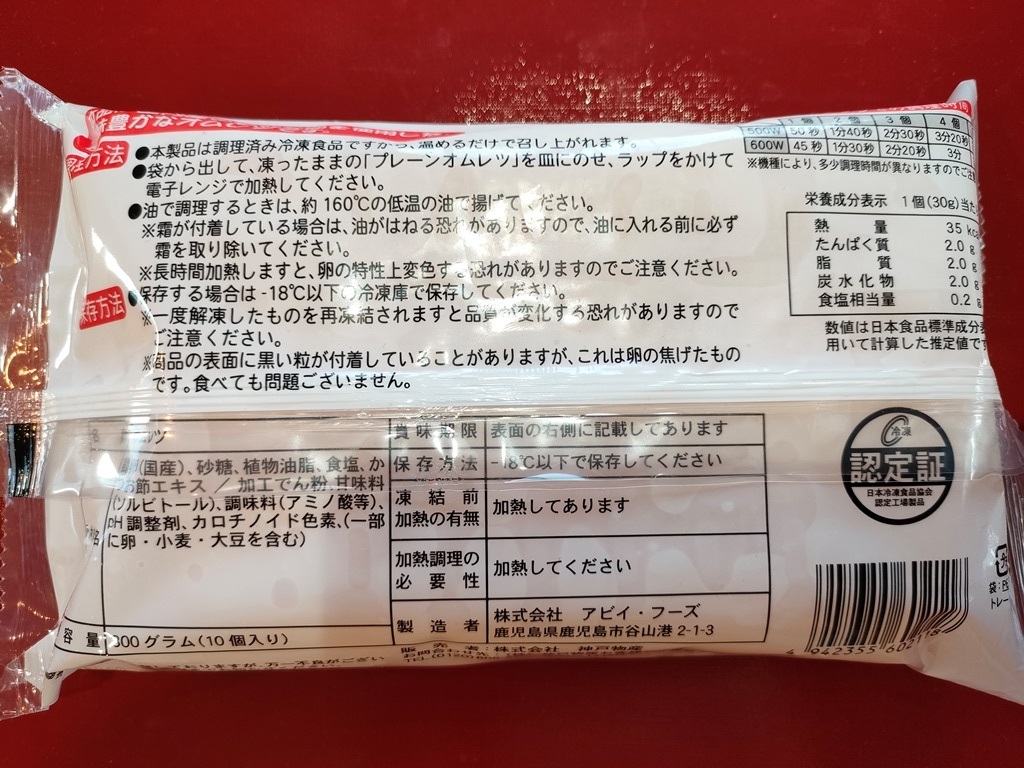 豊かなオムレツです。
方法
●本製品は調理済み冷凍食品ですから、温めるだけで召し上がれます。
●袋から出して、凍ったままの「プレーンオムレツ」を皿にのせ、ラップをかけて
電子レンジで加熱してください。
●油で調理するときは、約160℃の低温の油で揚げてください。
※霜が付着している場合は、油がはねる恐れがありますので、油に入れる前に必ず
霜を取り除いてください。
※長時間加熱しますと、卵の特性上変色する恐れがありますのでご注意ください。
保存方法
●保存する場合は-18℃以下の冷凍庫で保存してください。
※一度解凍したものを再凍結されますと品質が変化する恐れがありますので
ご注意ください。
※商品の表面に黒い粒が付着していることがありますが、これは卵の焦げたもの
です。食べても問題ございません。
1個 2個 3個 4個
500W 50秒 1分40秒 2分30秒 3分20
600W 45秒 1分30秒 2分20秒 3分
※機種により、多少調理時間が異なりますのでご注
栄養成分表示 1個(30g)当た
熱量 35 kc
たんぱく質 2.0 g
脂質 2.0 g
炭水化物 2.0 g
食塩相当量 0.2 g
数値は日本食品標準成分表
用いて計算した推定値です
(国産)、砂糖、植物油脂、食塩、か
お節エキス/加工でん粉、甘味料
(ソルビトール)、調味料(アミノ酸等)、
pH調整剤、カロチノイド色素、(一部
に卵・小麦・大豆を含む)
容量 300グラム(10個入り)
賞味期限 表面の右側に記載してあります
保存方法 -18℃以下で保存してください
凍結前
加熱の有無 加熱してあります
加熱調理の
必要性 加熱してください
製造者 株式会社 アビイ・フーズ
鹿児島県鹿児島市谷山港2-1-3
販売者:株式会社 神戸物産
冷凍
認定証
日本冷凍食品協会
認定工場製品
袋:P
トレー